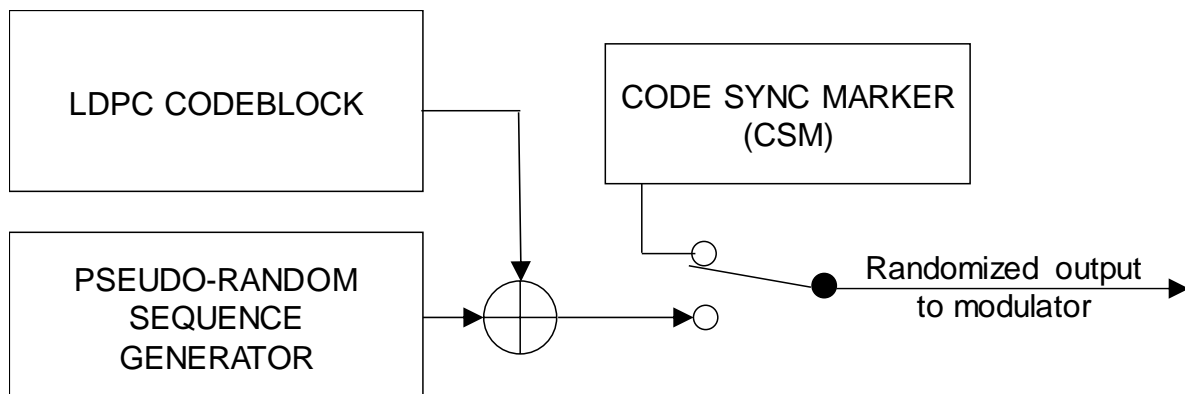 LDPC CODEBLOCK
CODE SYNC MARKER
(CSM)
PSEUDO-RANDOM
SEQUENCE
GENERATOR
Randomized output
to modulator